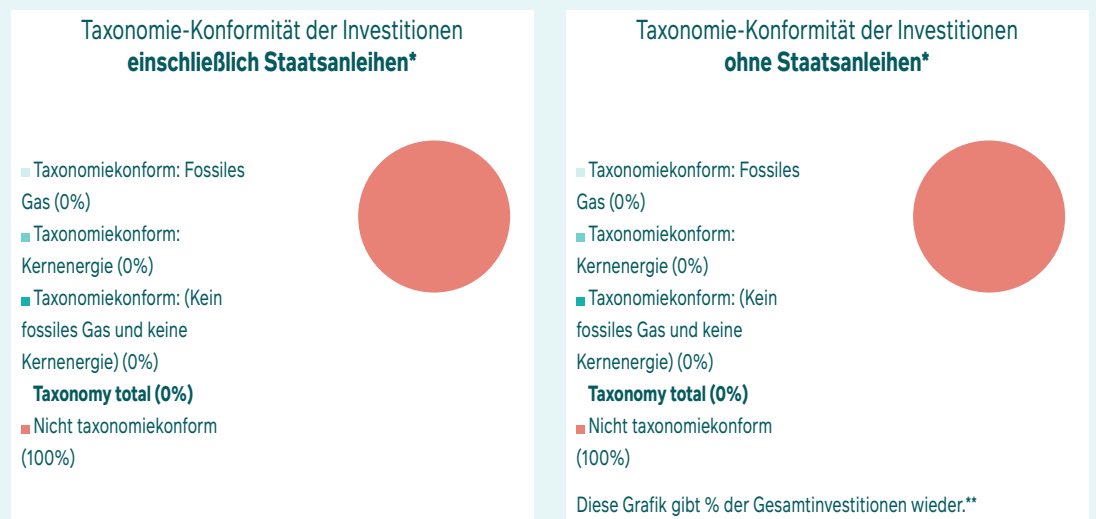 Taxonomie-Konformität der Investitionen
einschließlich Staatsanleihen*
Taxonomiekonform: Fossiles
Gas (0%)
Taxonomiekonform:
Kernenergie (0%)
Taxonomiekonform: (Kein
fossiles Gas und keine
Kernenergie) (0%)
Taxonomy total (0%)
Nicht taxonomiekonform
(100%)
Taxonomie-Konformität der Investitionen
ohne Staatsanleihen*
Taxonomiekonform: Fossiles
Gas (0%)
Taxonomiekonform:
Kernenergie (0%)
Taxonomiekonform: (Kein
fossiles Gas und keine
Kernenergie) (0%)
Taxonomy total (0%)
Nicht taxonomiekonform
(100%)
Diese Grafik gibt % der Gesamtinvestitionen wieder.**